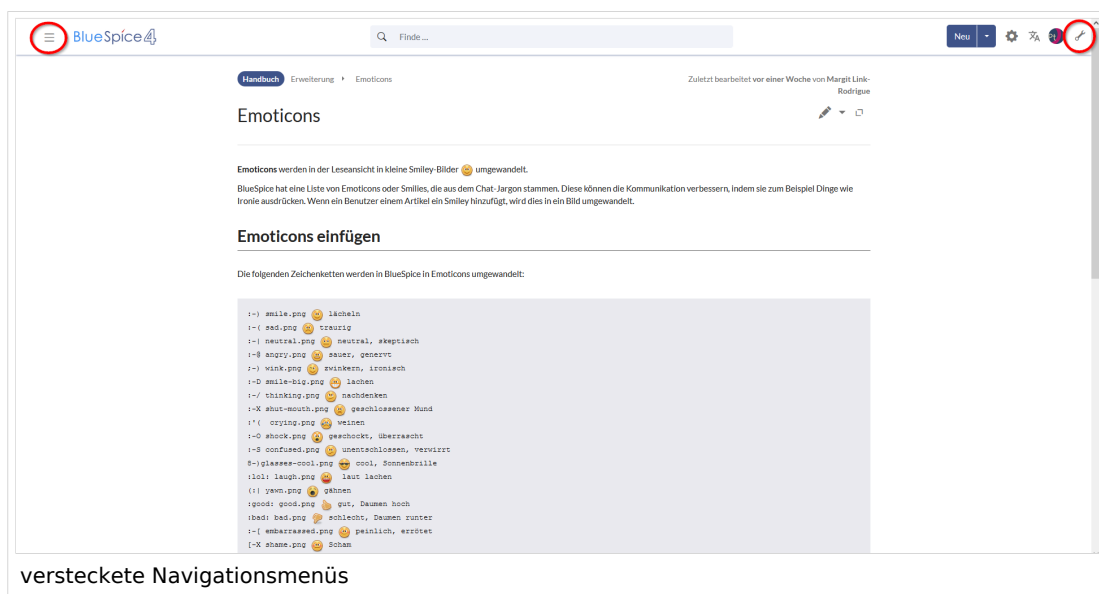 BlueSpice 4
Finde ...
Neu
Handbuch Erweiterung Emoticons
Zuletzt bearbeitet vor einer Woche von Margit Link-
Rodrigue
Emoticons
Emoticons werden in der Leseansicht in kleine Smiley-Bilder umgewandelt.
BlueSpice hat eine Liste von Emoticons oder Smilies, die aus dem Chat-Jargon stammen. Diese können die Kommunikation verbessern, indem sie zum Beispiel Dinge wie
Ironie ausdrücken. Wenn ein Benutzer einem Artikel ein Smiley hinzufügt, wird dies in ein Bild umgewandelt.
Emoticons einfügen
Die folgenden Zeichenketten werden in BlueSpice in Emoticons umgewandelt:
:-) smile.png lächeln
:-( sad.png traurig
:-| neutral.png neutral, skeptisch
:-@ angry.png sauer, genervt
;-) wink.png zwinkern, ironisch
:-D smile-big.png lachen
:-/ thinking.png nachdenken
:-X shut-mouth.png geschlossener Mund
:'( crying.png weinen
:-O shock.png geschockt, überrascht
:-S confused.png unentschlossen, verwirrt
8-)glasses-cool.png cool, Sonnenbrille
:lol: laugh.png laut lachen
(:| yawn.png gähnen
:good: good.png gut, Daumen hoch
:bad: bad.png schlecht, Daumen runter
:-[ embarrassed.png peinlich, errötet
[-X shame.png Scham
versteckte Navigationsmenüs